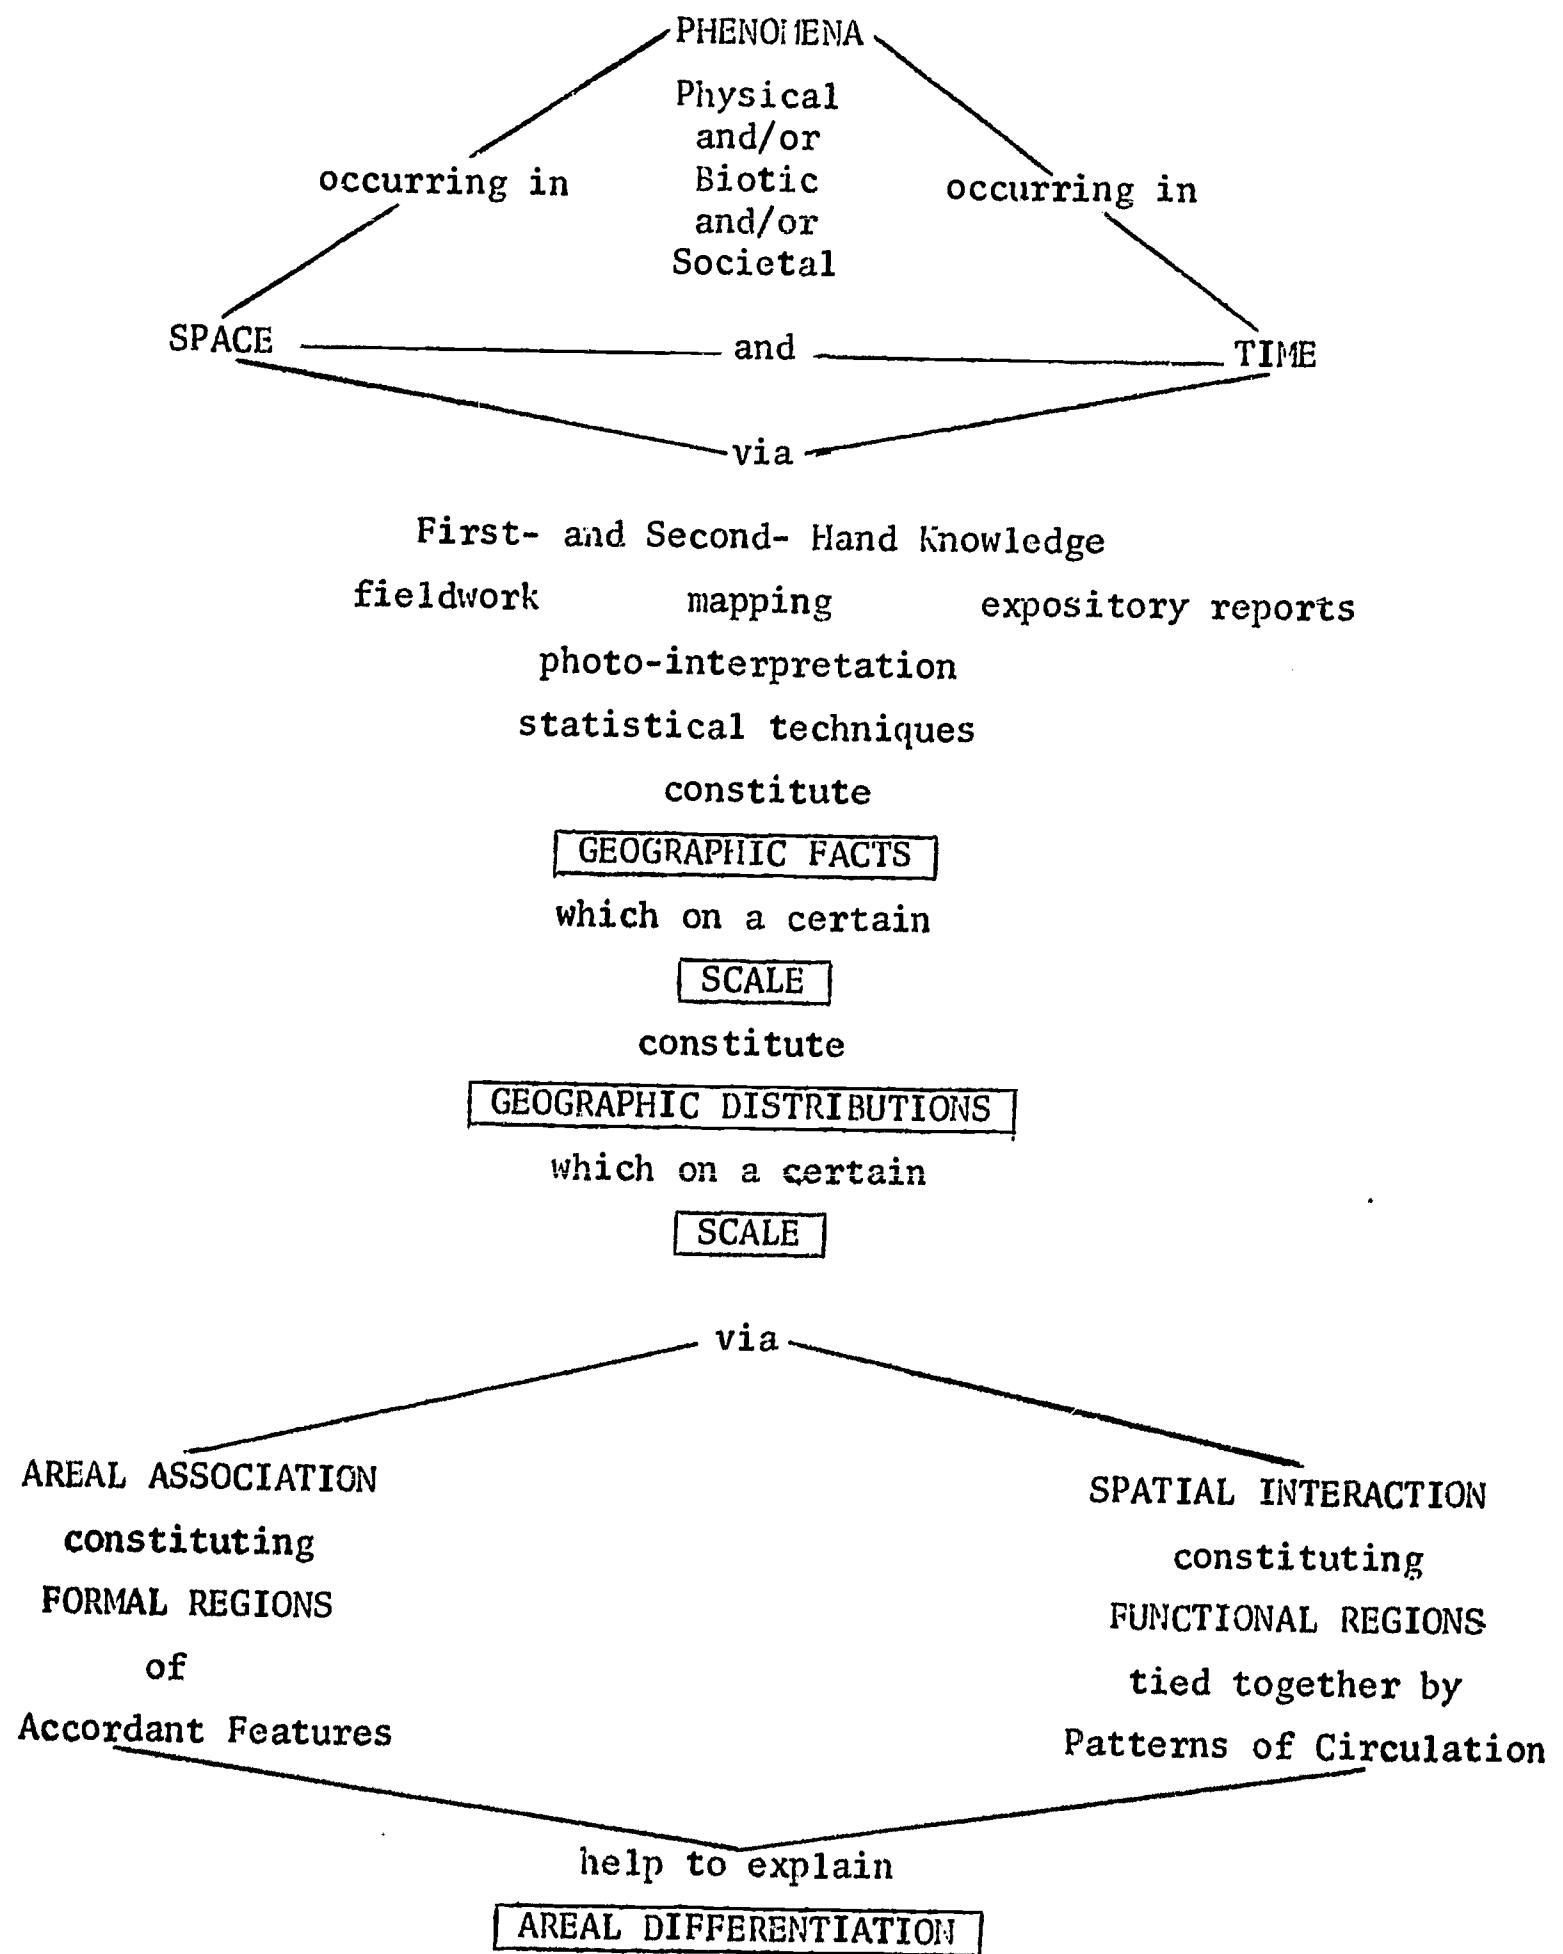 PHENOMENA
Physical
and/or
occurring in Biotic occurring in
and/or
Societal
SPACE and TIME
via
First- and Second- Hand Knowledge
fieldwork mapping expository reports
photo-interpretation
statistical techniques
constitute
GEOGRAPHIC FACTS
which on a certain
SCALE
constitute
GEOGRAPHIC DISTRIBUTIONS
which on a certain
SCALE
via
AREAL ASSOCIATION
constituting
FORMAL REGIONS
of
Accordant Features
SPATIAL INTERACTION
constituting
FUNCTIONAL REGIONS
tied together by
Patterns of Circulation
help to explain
AREAL DIFFERENTIATION